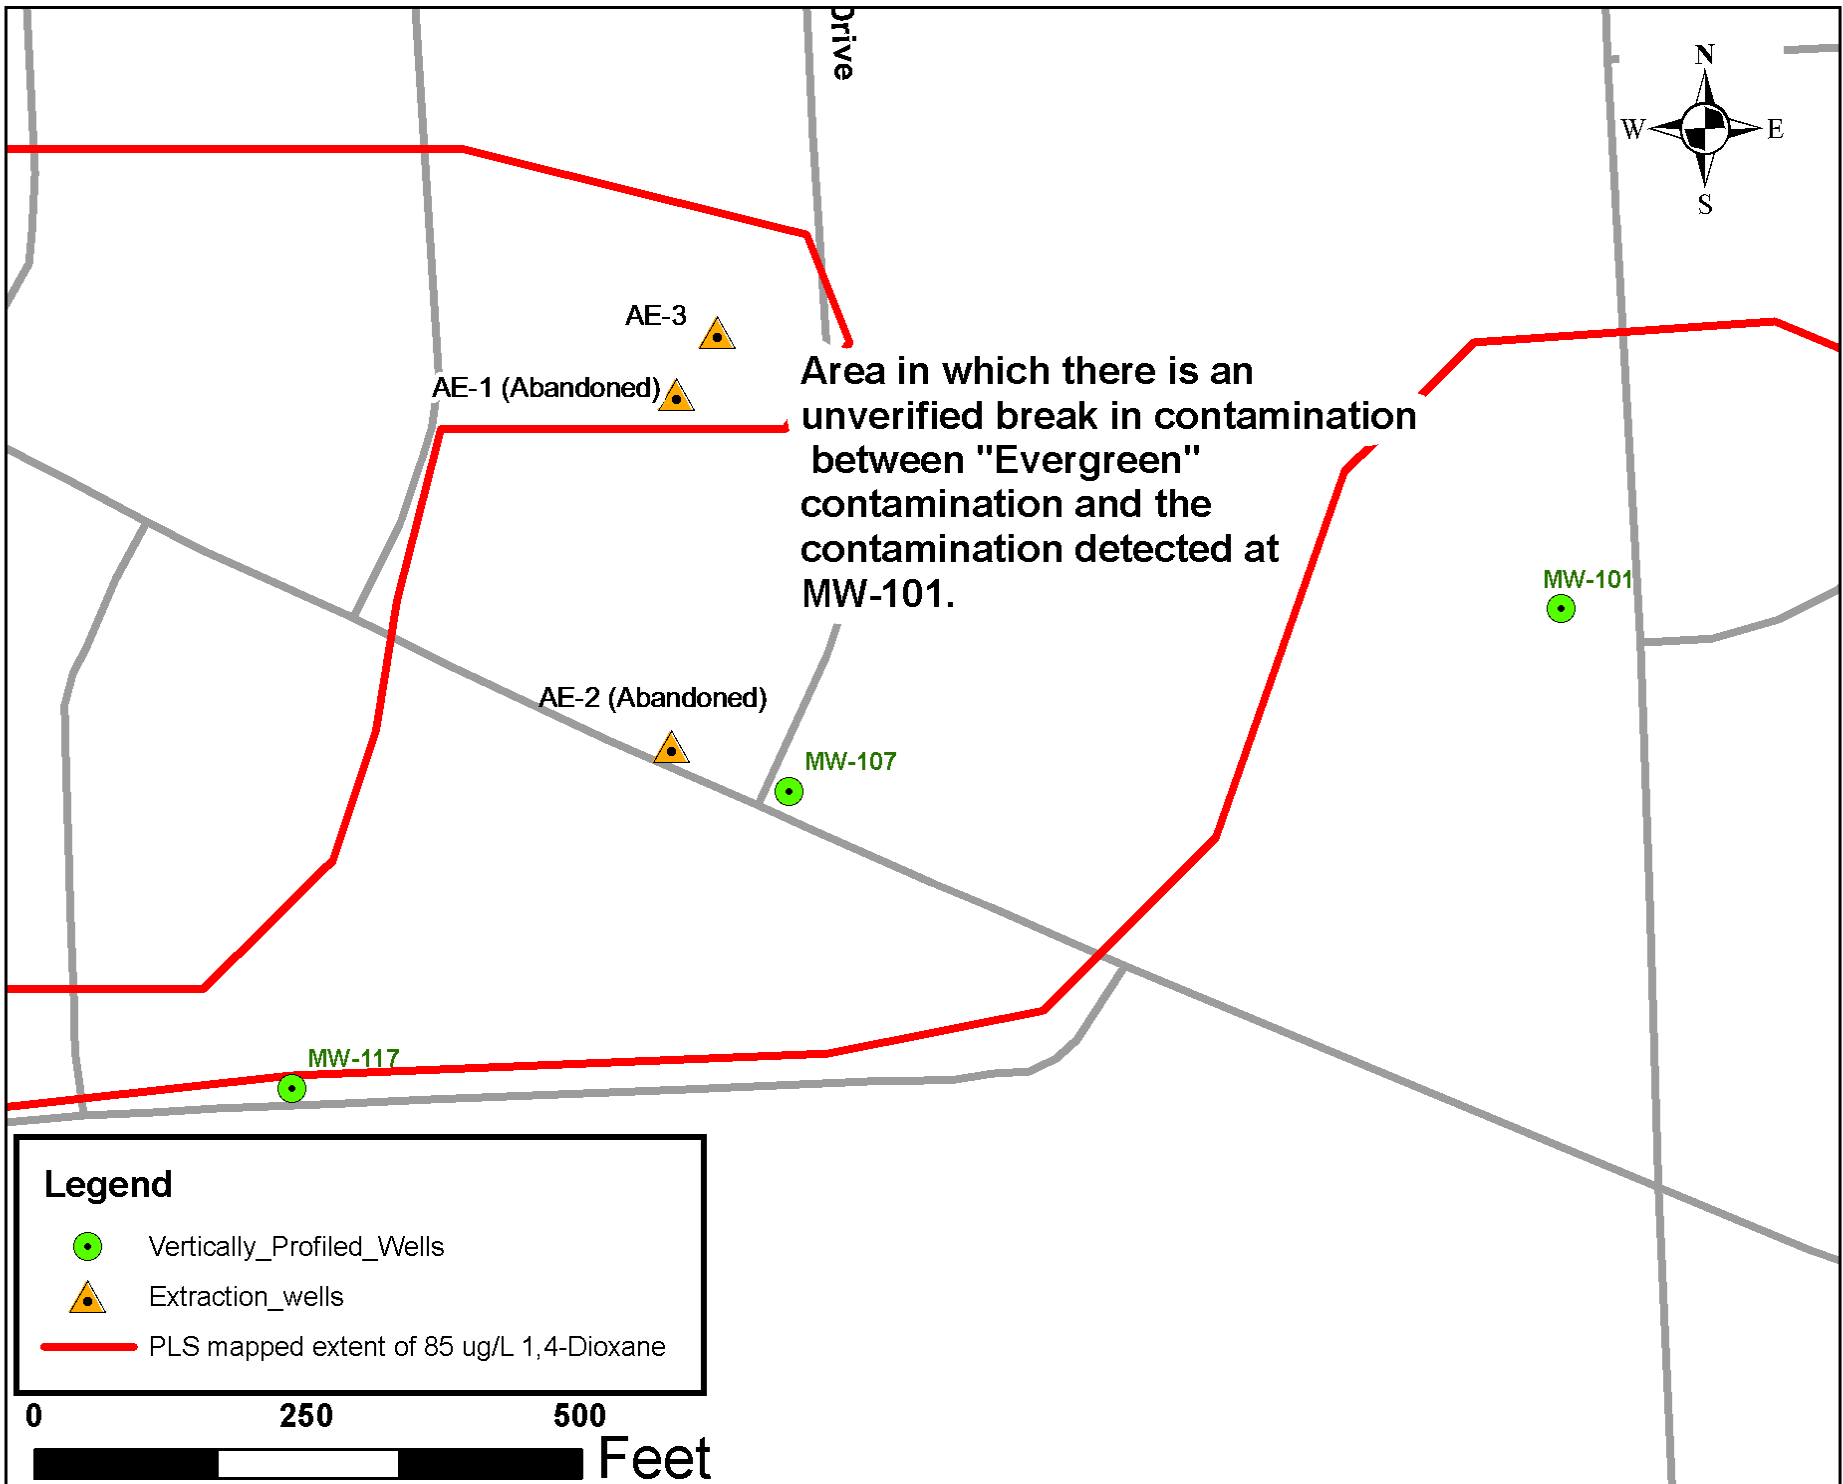 Drive
N
W
E
S
AE-3
AE-1 (Abandoned)
Area in which there is an
unverified break in contamination
between "Evergreen"
contamination and the
contamination detected at
MW-101.
MW-101
AE-2 (Abandoned)
MW-107
MW-117
Legend
Vertically_Profiled_Wells
Extraction_wells
PLS mapped extent of 85 ug/L 1,4-Dioxane
0 250 500
Feet